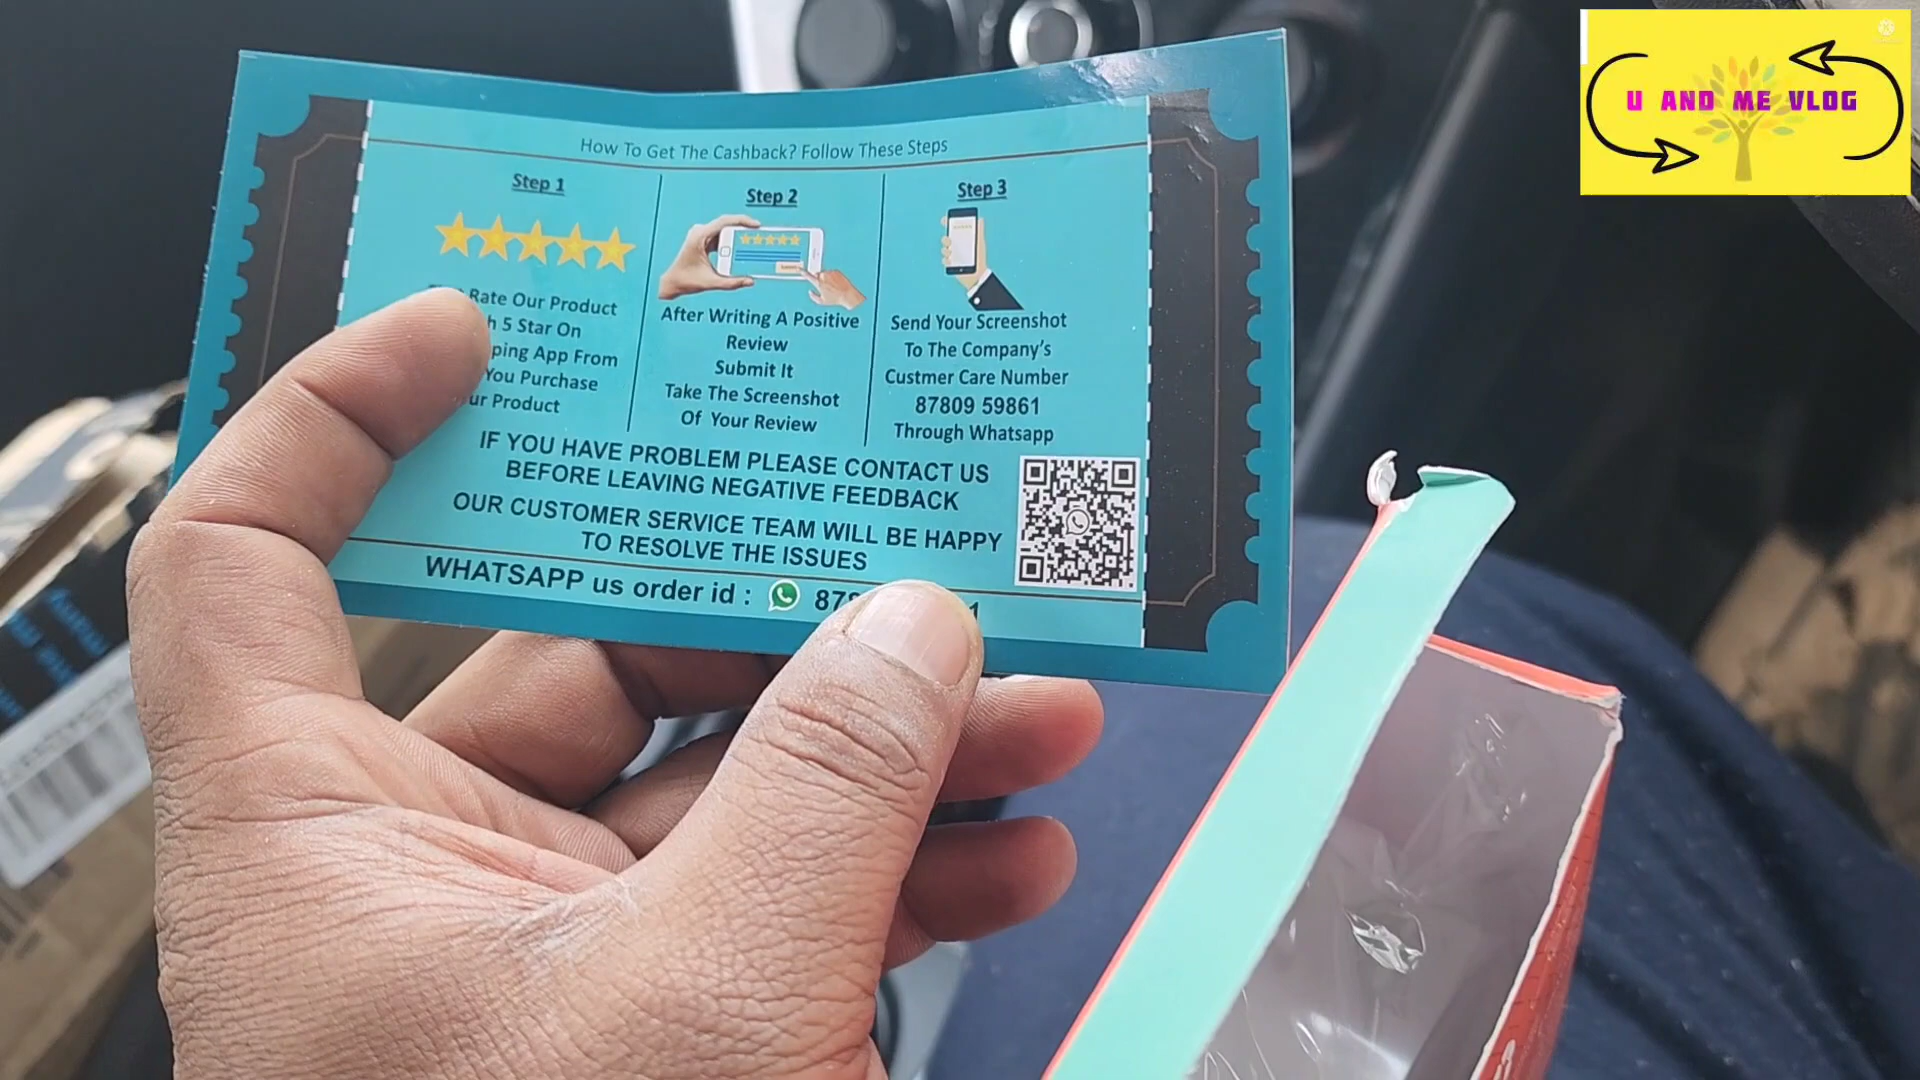 U AND ME VLOG
How To Get The Cashback? Follow These Steps
Step 1
Rate Our Product
5 Star On
App From
You Purchase
Product
Step 2
After Writing A Positive
Review
Submit It
Take The Screenshot
Of Your Review
Step 3
Send Your Screenshot
To The Company's
Custmer Care Number
87809 59861
Through Whatsapp
IF YOU HAVE PROBLEM PLEASE CONTACT US
BEFORE LEAVING NEGATIVE FEEDBACK
OUR CUSTOMER SERVICE TEAM WILL BE HAPPY
TO RESOLVE THE ISSUES
WHATSAPP us order id :